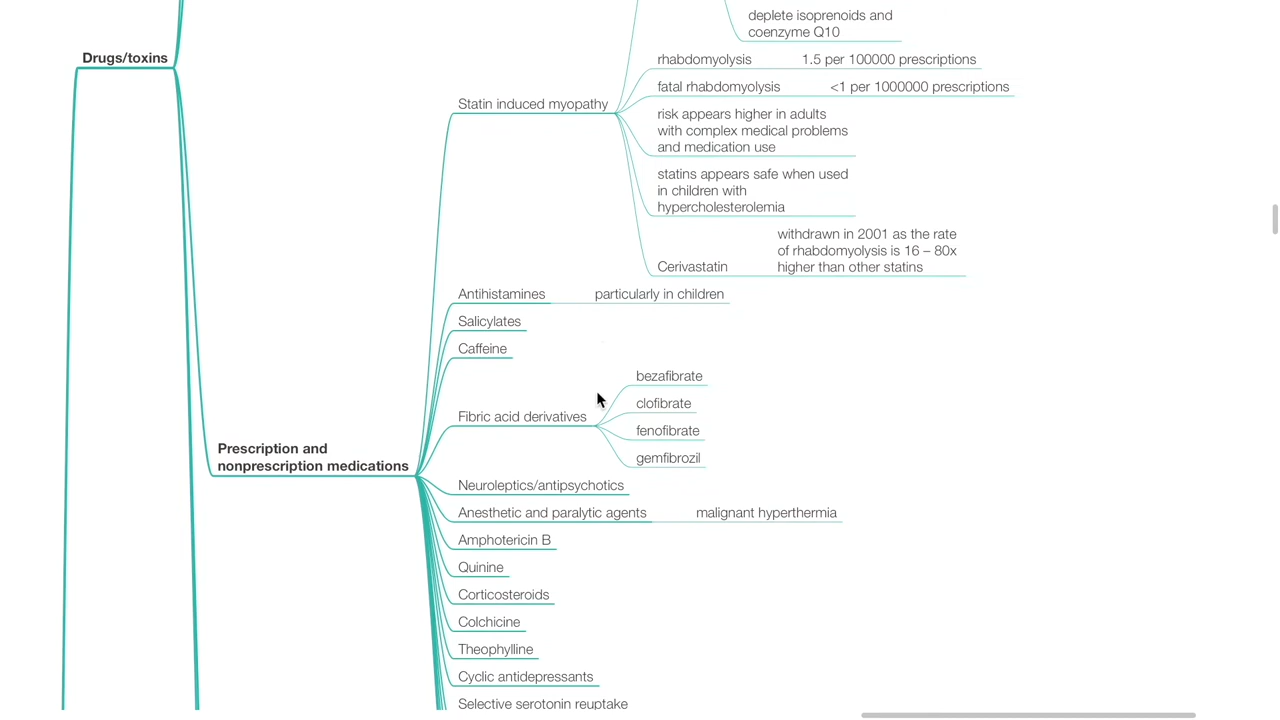 deplete isoprenoids and
coenzyme Q10
Drugs/toxins
rhabdomyolysis 1.5 per 100000 prescriptions
fatal rhabdomyolysis <1 per 1000000 prescriptions
Statin induced myopathy
risk appears higher in adults
with complex medical problems
and medication use
statins appears safe when used
in children with
hypercholesterolemia
withdrawn in 2001 as the rate
of rhabdomyolysis is 16 – 80x
higher than other statins
Cerivastatin
Antihistamines particularly in children
Salicylates
Caffeine
bezafibrate
clofibrate
Fibric acid derivatives
fenofibrate
gemfibrozil
Prescription and
nonprescription medications
Neuroleptics/antipsychotics
Anesthetic and paralytic agents malignant hyperthermia
Amphotericin B
Quinine
Corticosteroids
Colchicine
Theophylline
Cyclic antidepressants
Selective serotonin reuptake